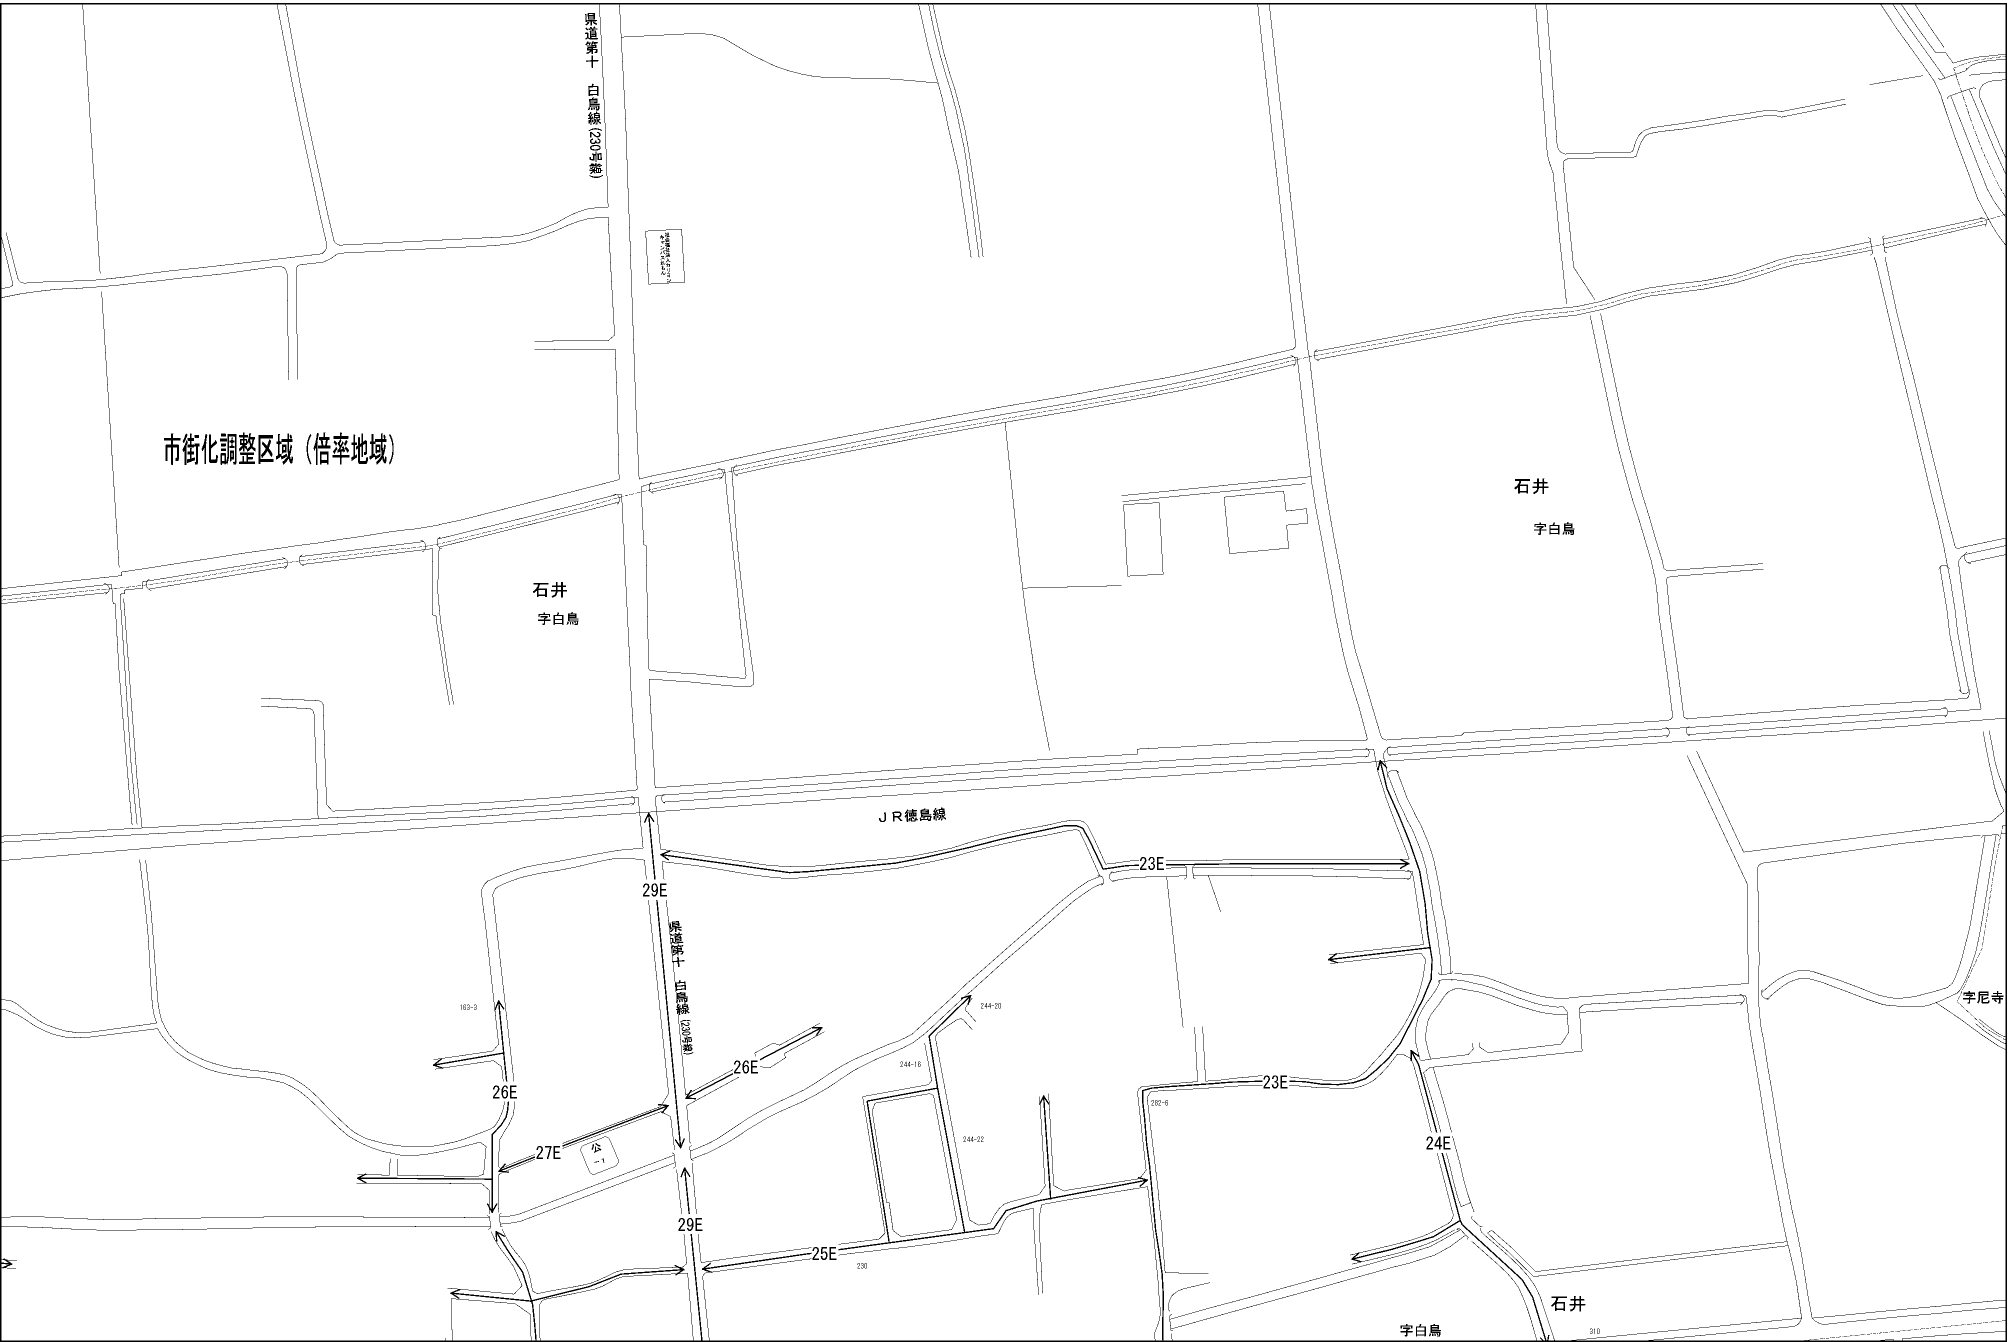 県道第十 白鳥線(230号線)
市街化調整区域（倍率地域）
石井
字白鳥
石井
字白鳥
ＪＲ徳島線
23E
29E
県道第十 白鳥線(230号線)
字尼寺
163-3
244-20
26E
244-16
26E
23E
282-6
27E
公
244-22
24E
29E
25E
230
石井
字白鳥
310